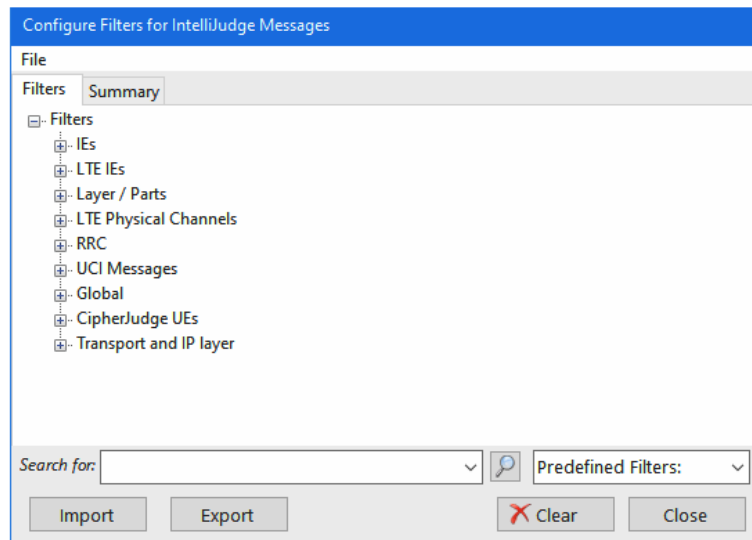 Configure Filters for IntelliJudge Messages
File
Filters Summary
Filters
IEs
LTE IEs
Layer / Parts
LTE Physical Channels
RRC
UCI Messages
Global
CipherJudge UEs
Transport and IP layer
Search for: Predefined Filters:
Import Export Clear Close